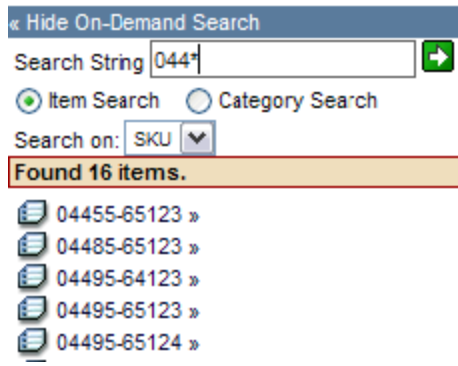 « Hide On-Demand Search
Search String 044*
Item Search Category Search
Search on: SKU
Found 16 items.
04455-65123 »
04485-65123 »
04495-64123 »
04495-65123 »
04495-65124 »